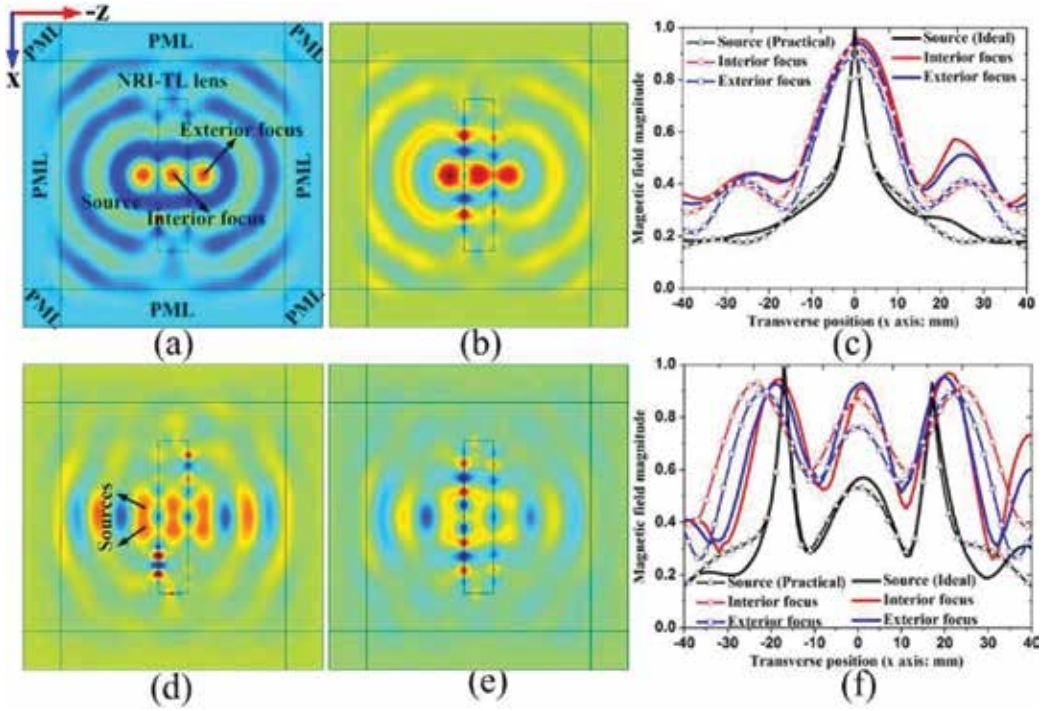 -Z
X
PML
PML
PML
NRI-TL lens
Exterior focus
PML
PML
Source
Interior focus
PML
PML
PML
(a)
(b)
Source (Practical)
Interior focus
Exterior focus
Source (Ideal)
Interior focus
Exterior focus
Magnetic field magnitude
1.0
0.8
0.6
0.4
0.2
0.0
-40 -30 -20 -10 0 10 20 30 40
Transverse position (x axis: mm)
(c)
Sources
(d)
(e)
Magnetic field magnitude
1.0
0.8
0.6
0.4
0.2
0.0
Source (Practical)
Interior focus
Exterior focus
Source (Ideal)
Interior focus
Exterior focus
-40 -30 -20 -10 0 10 20 30 40
Transverse position (x axis: mm)
(f)